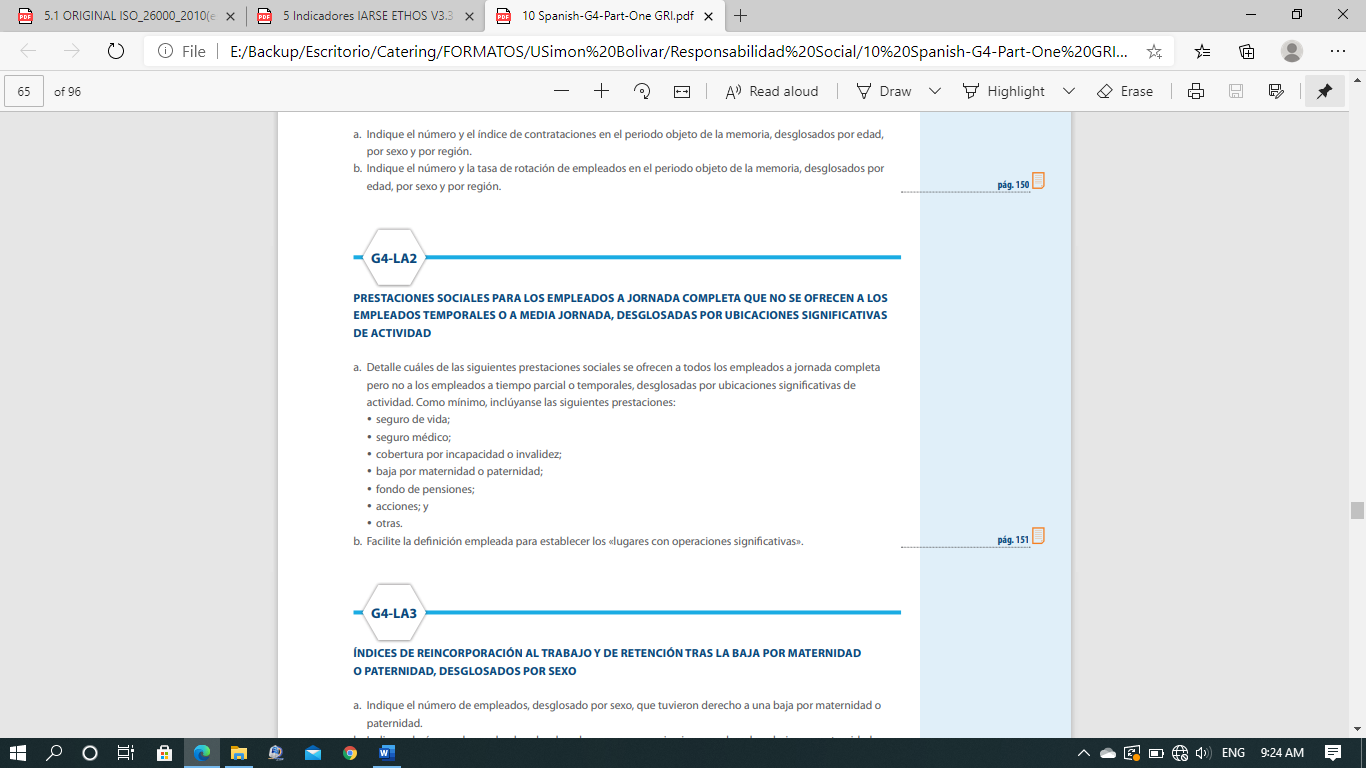 5.1 ORIGINAL ISO_26000_2010(e
5 Indicadores IARSE ETHOS V3.3
10 Spanish-G4-Part-One GRI.pdf
File
E:/Backup/Escritorio/Catering/FORMATOS/USimon%20Bolivar/Responsabilidad%20Social/10%20Spanish-G4-Part-One%20GRI...
65 of 96
Read aloud
Draw
Highlight
Erase
a. Indique el número y el índice de contrataciones en el periodo objeto de la memoria, desglosados por edad,
por sexo y por región.
b. Indique el número y la tasa de rotación de empleados en el periodo objeto de la memoria, desglosados por
edad, por sexo y por región.
pág. 150
G4-LA2
PRESTACIONES SOCIALES PARA LOS EMPLEADOS A JORNADA COMPLETA QUE NO SE OFRECEN A LOS
EMPLEADOS TEMPORALES O A MEDIA JORNADA, DESGLOSADAS POR UBICACIONES SIGNIFICATIVAS
DE ACTIVIDAD
a. Detalle cuáles de las siguientes prestaciones sociales se ofrecen a todos los empleados a jornada completa
pero no a los empleados a tiempo parcial o temporales, desglosadas por ubicaciones significativas de
actividad. Como mínimo, inclúyanse las siguientes prestaciones:
• seguro de vida;
• seguro médico;
• cobertura por incapacidad o invalidez;
• baja por maternidad o paternidad;
• fondo de pensiones;
• acciones; y
• otras.
b. Facilite la definición empleada para establecer los «lugares con operaciones significativas».
pág. 151
G4-LA3
ÍNDICES DE REINCORPORACIÓN AL TRABAJO Y DE RETENCIÓN TRAS LA BAJA POR MATERNIDAD
O PATERNIDAD, DESGLOSADOS POR SEXO
a. Indique el número de empleados, desglosado por sexo, que tuvieron derecho a una baja por maternidad o
paternidad.
ENG
9:24 AM